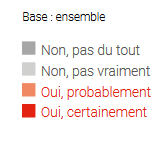 Base : ensemble
Non, pas du tout
Non, pas vraiment
Oui, probablement
Oui, certainement